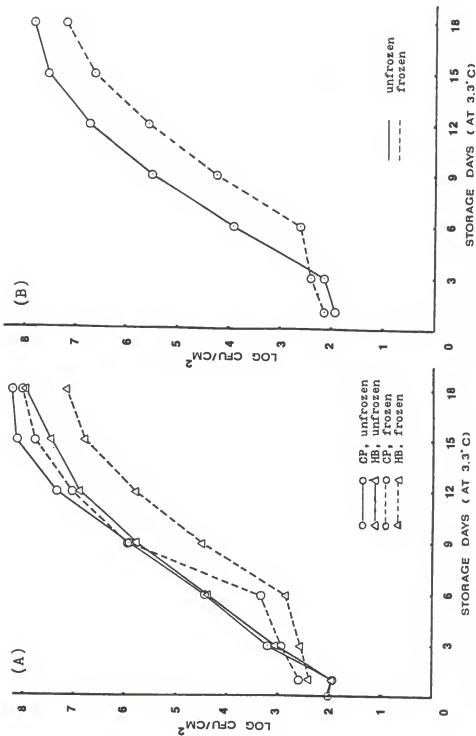 (A)
LOG CFU/CM²
8
7
6
5
4
3
2
1
0
3
6
9
12
15
18
STORAGE DAYS ( AT 3.3°C)
CP, unfrozen
HB, unfrozen
CP, frozen
HB, frozen
(B)
LOG CFU/CM²
8
7
6
5
4
3
2
1
0
3
6
9
12
15
18
STORAGE DAYS ( AT 3.3°C)
unfrozen
frozen